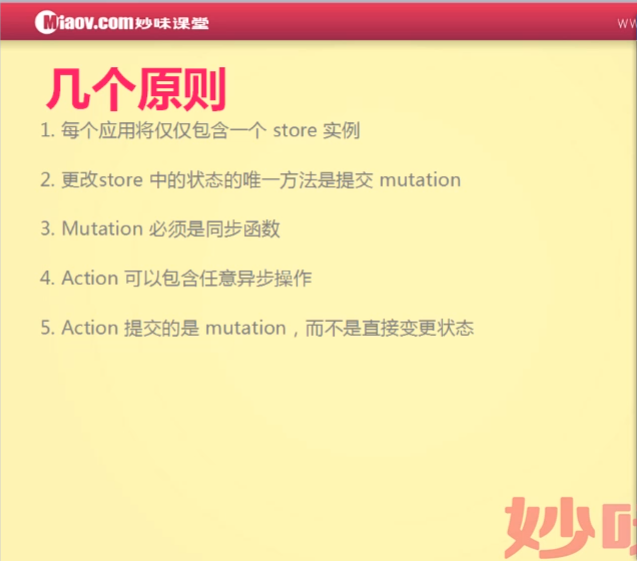 Miaov.com妙味课堂
几个原则
1. 每个应用将仅仅包含一个 store 实例
2. 更改store 中的状态的唯一方法是提交 mutation
3. Mutation 必须是同步函数
4. Action 可以包含任意异步操作
5. Action 提交的是 mutation，而不是直接变更状态
妙